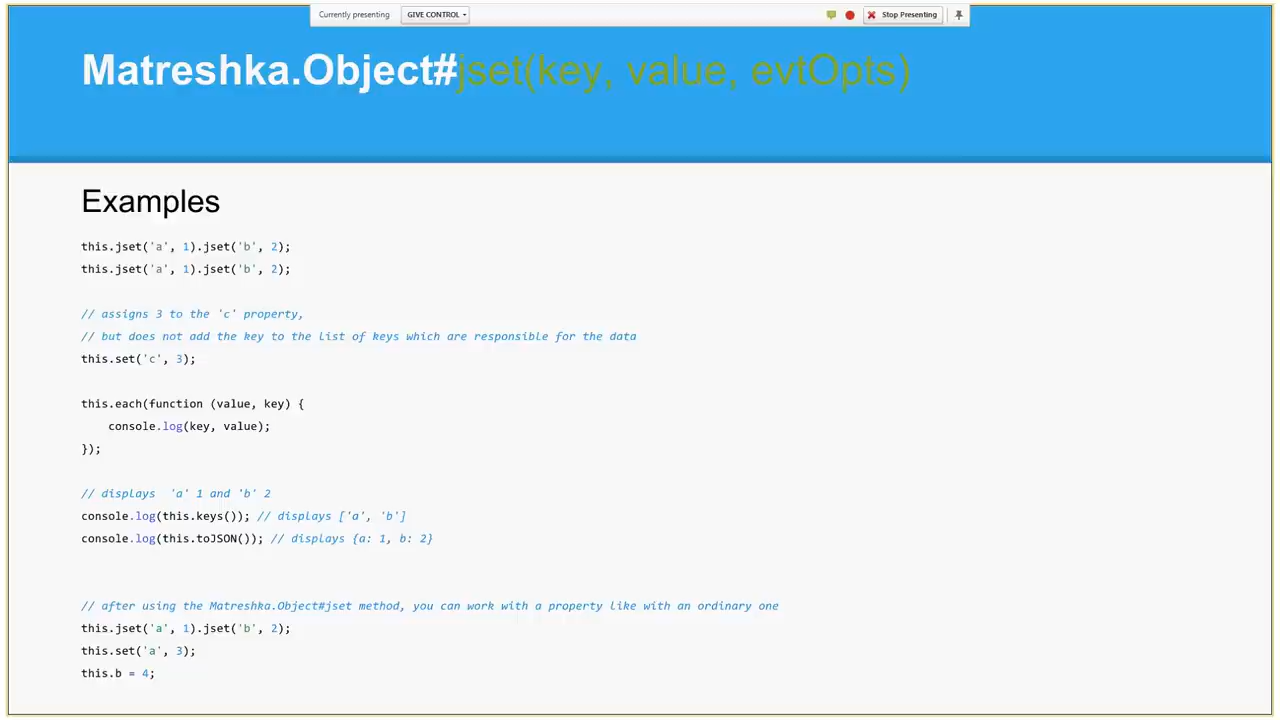 Currently presenting GIVE CONTROL Stop Presenting
Matreshka.Object#jset(key, value, evtOpts)
Examples
this.jset('a', 1).jset('b', 2);
this.jset('a', 1).jset('b', 2);
// assigns 3 to the 'c' property,
// but does not add the key to the list of keys which are responsible for the data
this.set('c', 3);
this.each(function (value, key) {
    console.log(key, value);
});
// displays  'a' 1 and 'b' 2
console.log(this.keys()); // displays ['a', 'b']
console.log(this.toJSON()); // displays {a: 1, b: 2}
// after using the Matreshka.Object#jset method, you can work with a property like with an ordinary one
this.jset('a', 1).jset('b', 2);
this.set('a', 3);
this.b = 4;